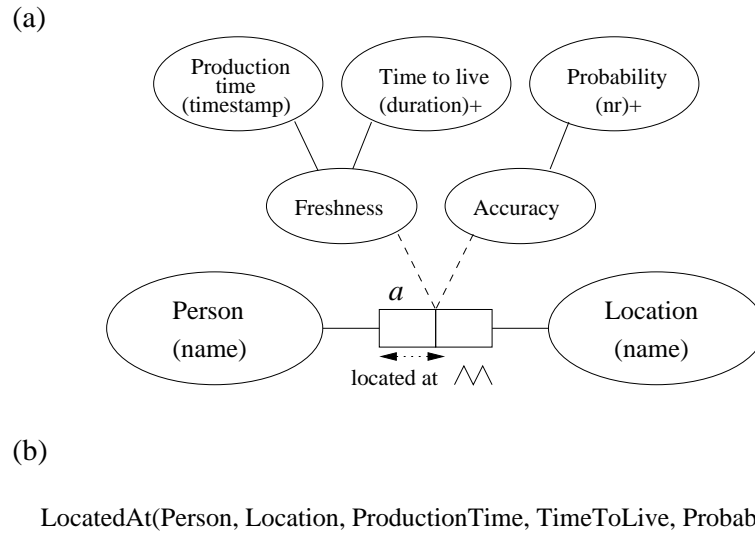 (a)
Production
time
(timestamp)
Time to live
(duration)+
Probability
(nr)+
Freshness
Accuracy
a
Person
(name)
Location
(name)
located at
(b)
LocatedAt(Person, Location, ProductionTime, TimeToLive, Probab